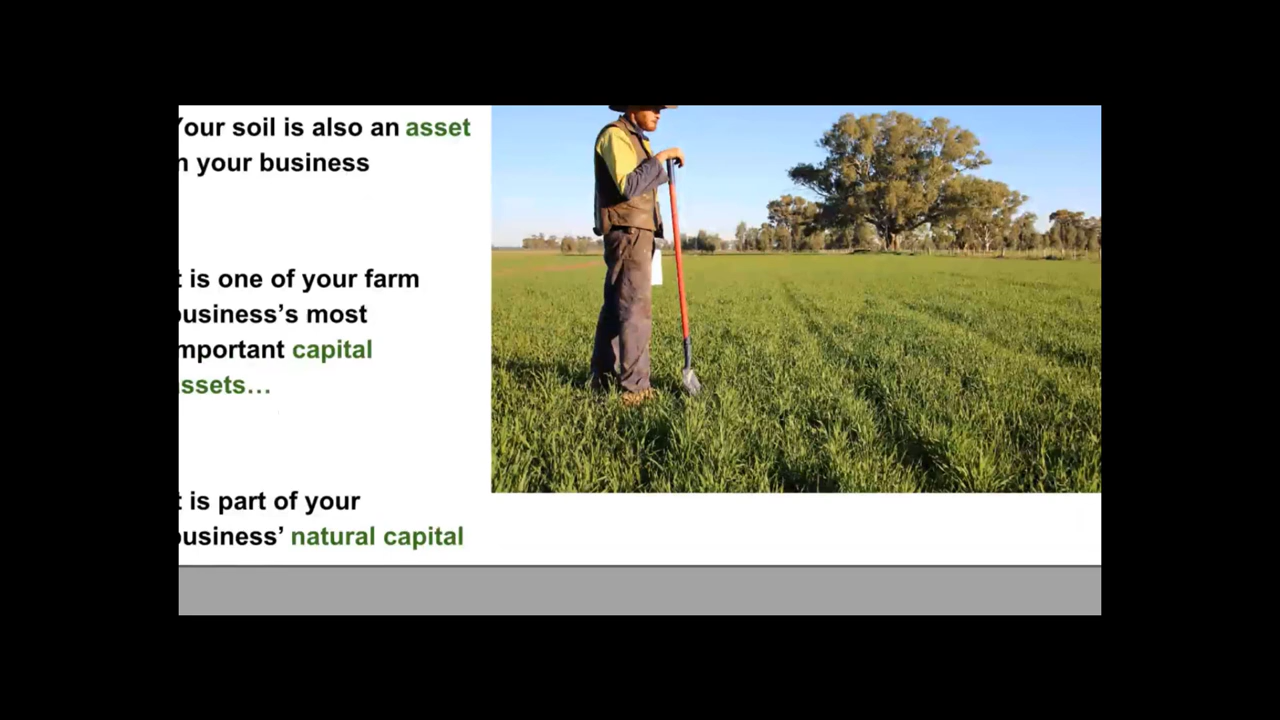 Your soil is also an asset
n your business
t is one of your farm
business's most
mportant capital
assets…
t is part of your
business' natural capital